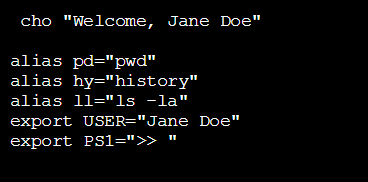 cho "Welcome, Jane Doe"
alias pd="pwd"
alias hy="history"
alias ll="ls -la"
export USER="Jane Doe"
export PS1=">> "